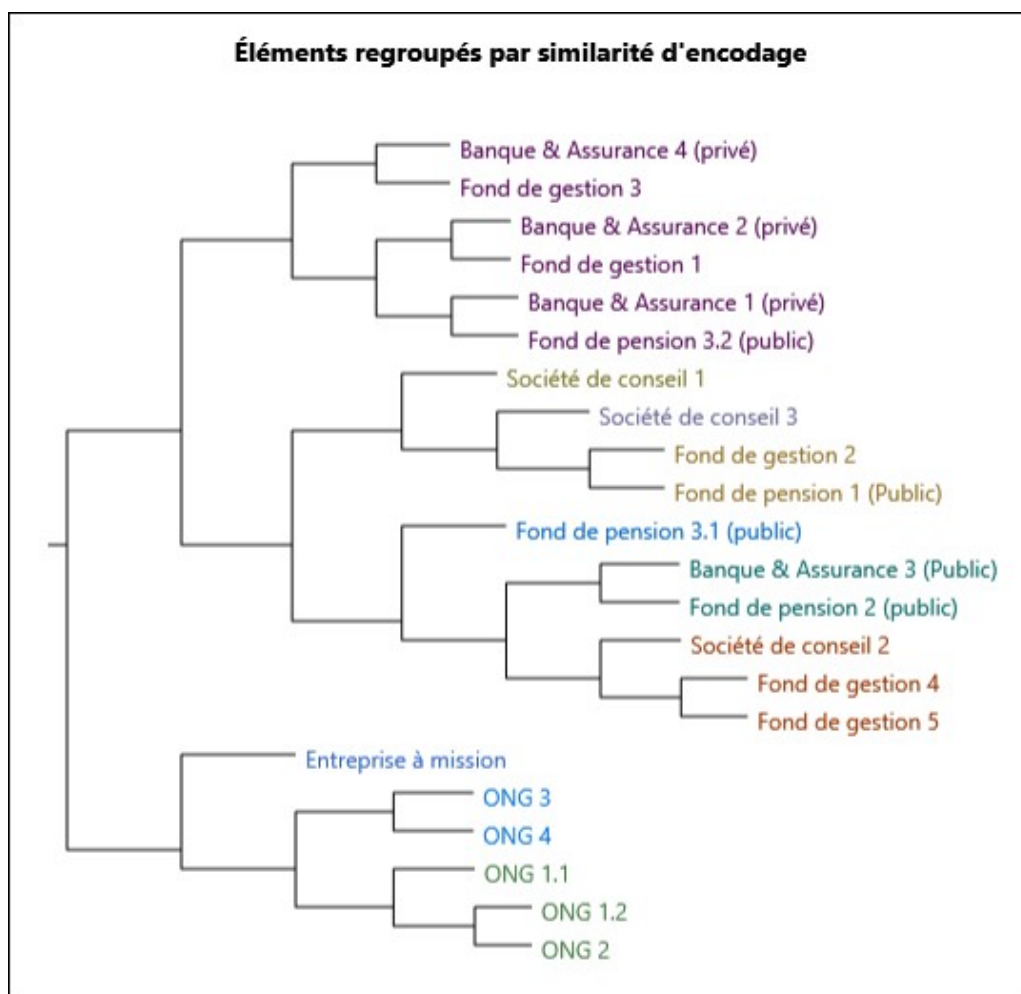 Éléments regroupés par similarité d'encodage
Banque & Assurance 4 (privé)
Fond de gestion 3
Banque & Assurance 2 (privé)
Fond de gestion 1
Banque & Assurance 1 (privé)
Fond de pension 3.2 (public)
Société de conseil 1
Société de conseil 3
Fond de gestion 2
Fond de pension 1 (Public)
Fond de pension 3.1 (public)
Banque & Assurance 3 (Public)
Fond de pension 2 (public)
Société de conseil 2
Fond de gestion 4
Fond de gestion 5
Entreprise à mission
ONG 3
ONG 4
ONG 1.1
ONG 1.2
ONG 2